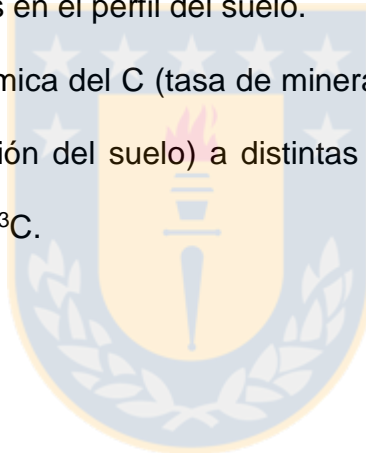 s en el perfil del suelo.
mica del C (tasa de minera
ión del suelo) a distintas
³C.